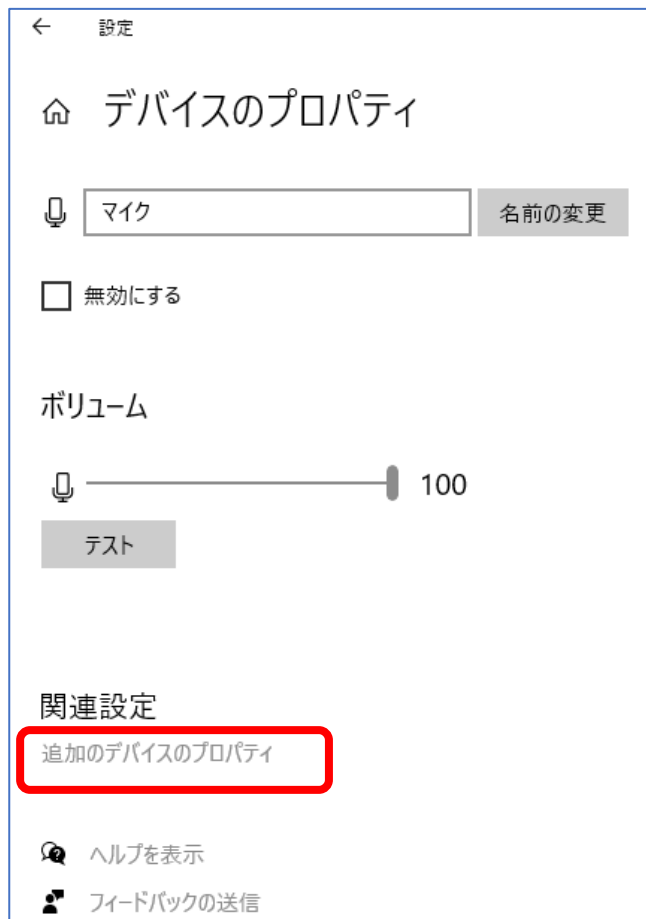 設定
デバイスのプロパティ
マイク
名前の変更
無効にする
ボリューム
100
テスト
関連設定
追加のデバイスのプロパティ
ヘルプを表示
フィードバックの送信